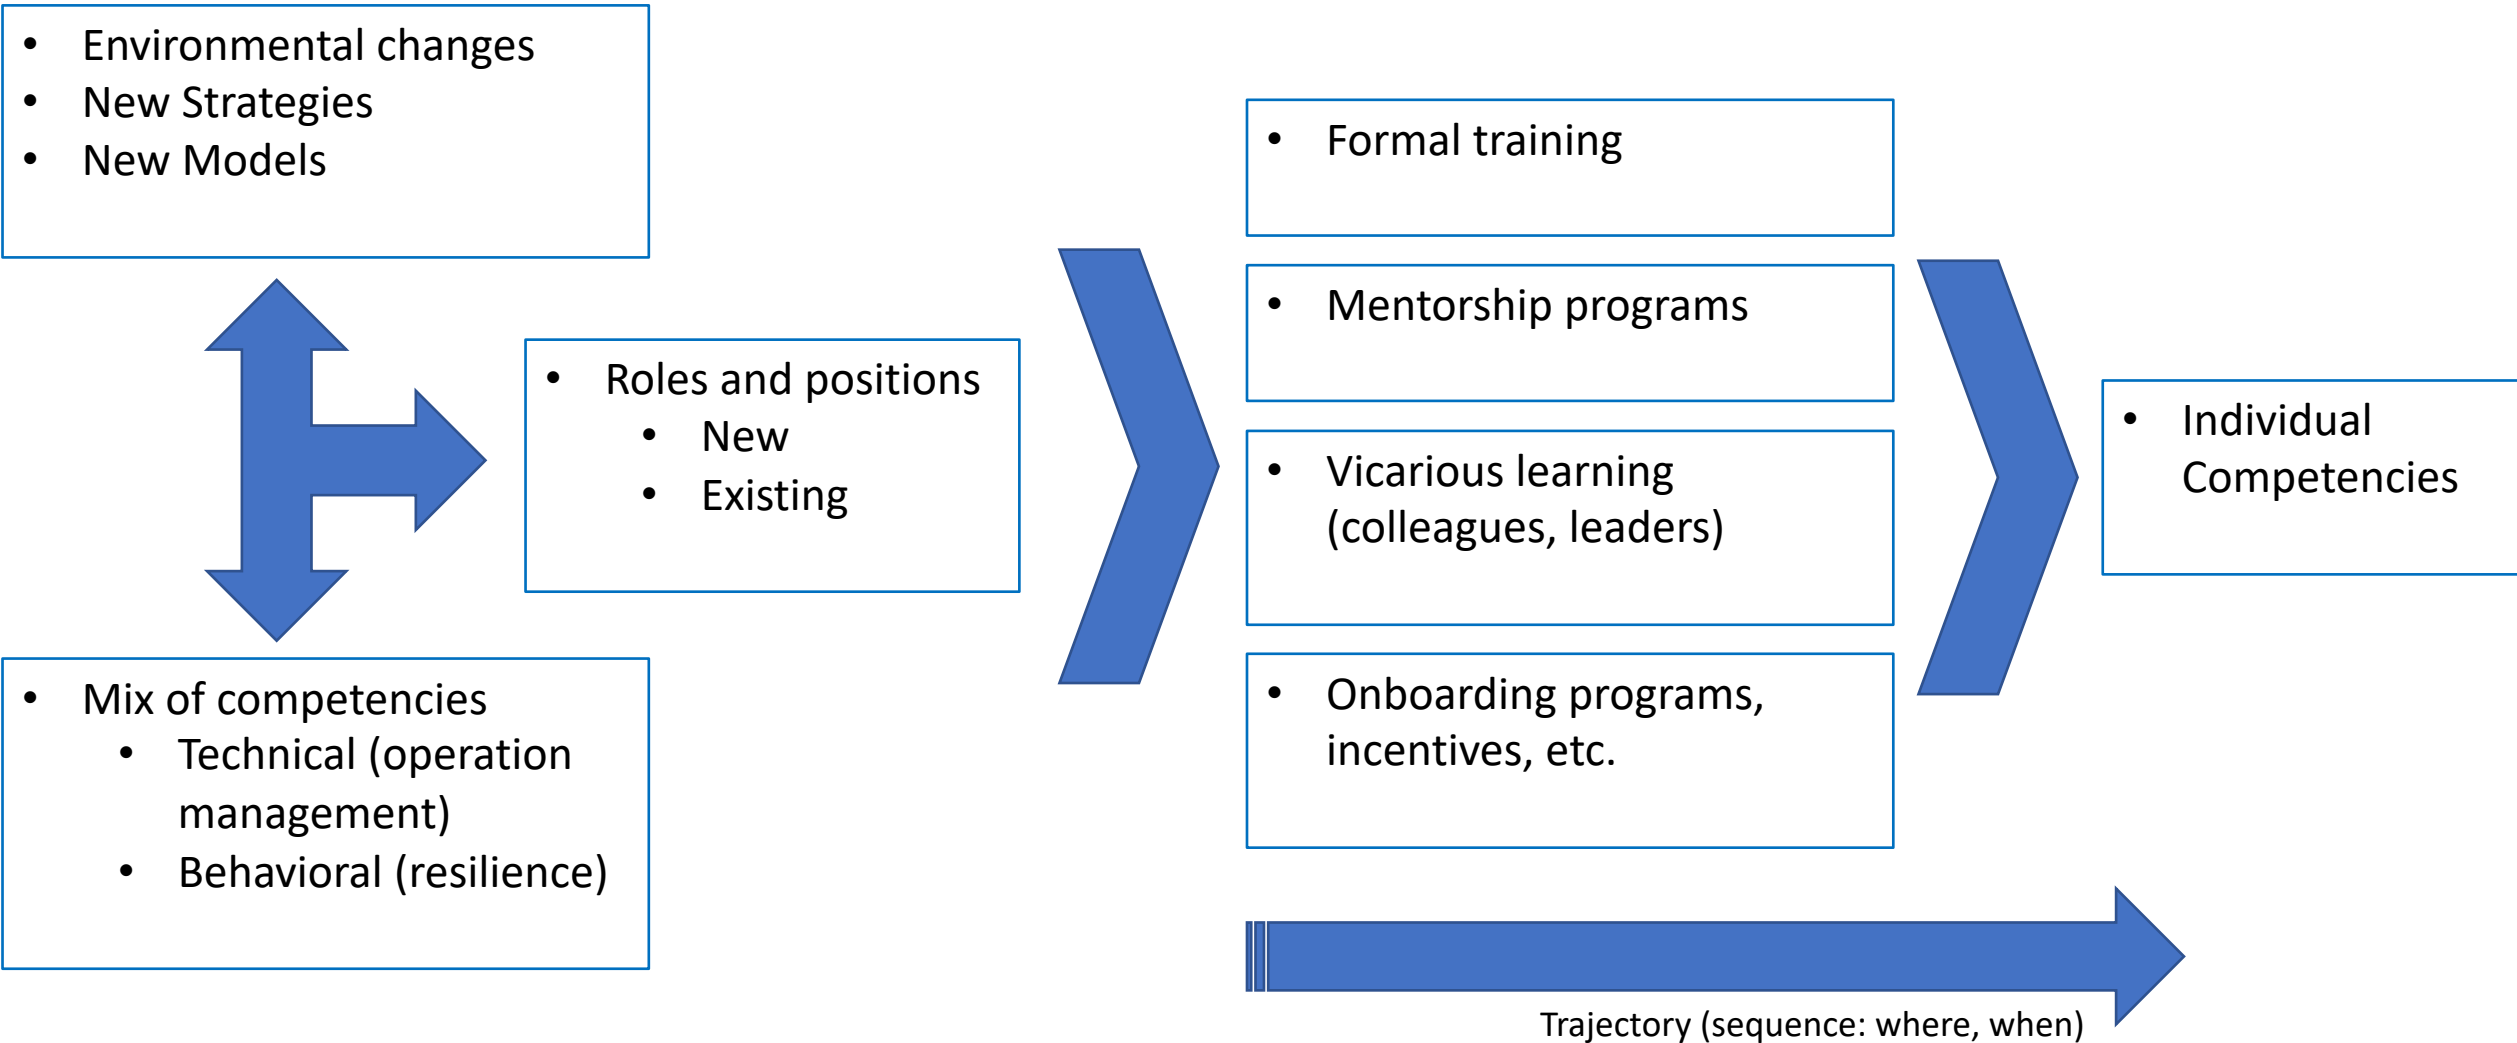 • Environmental changes
• New Strategies
• New Models
• Mix of competencies
• Technical (operation
management)
• Behavioral (resilience)
• Roles and positions
• New
• Existing
• Formal training
• Mentorship programs
• Vicarious learning
(colleagues, leaders)
• Onboarding programs,
incentives, etc.
• Individual
Competencies
Trajectory (sequence: where, when)